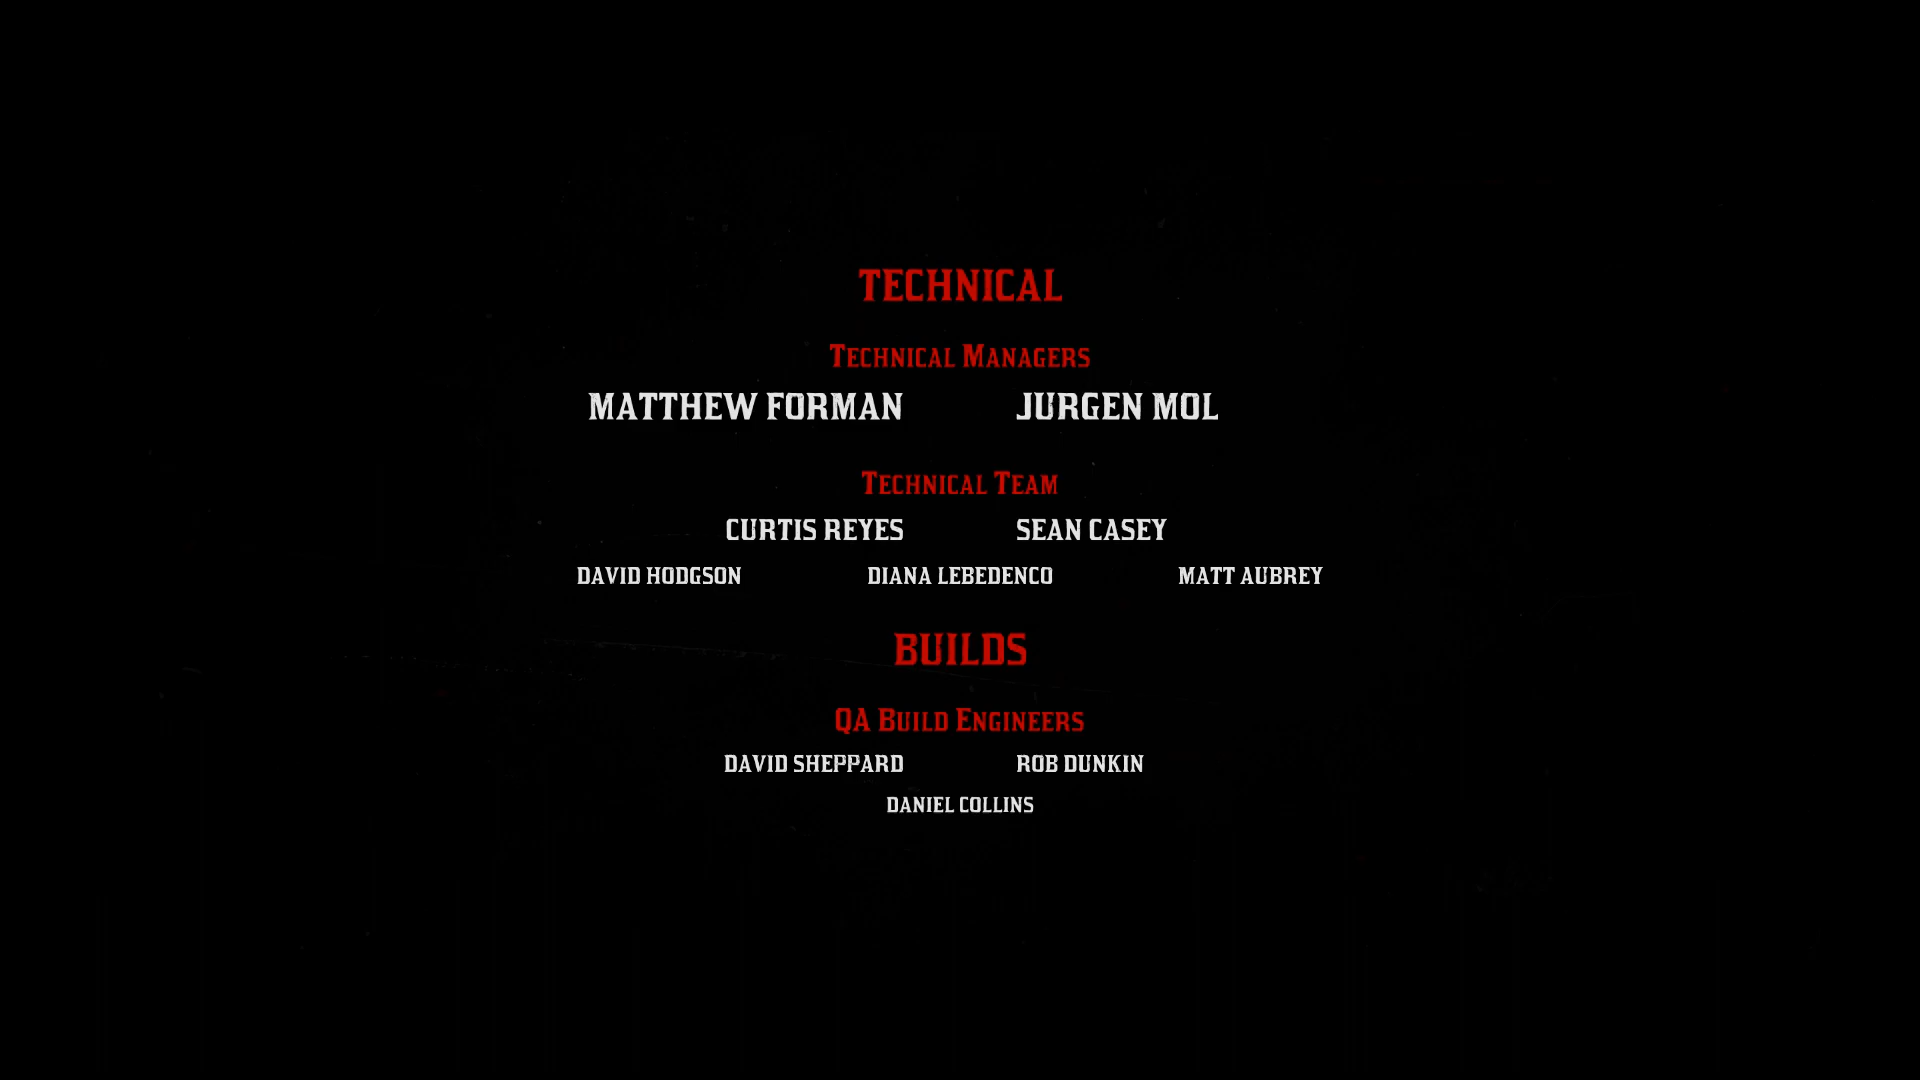 TECHNICAL
TECHNICAL MANAGERS
MATTHEW FORMAN JURGEN MOL
TECHNICAL TEAM
CURTIS REYES SEAN CASEY
DAVID HODGSON DIANA LEBEDENCO MATT AUBREY
BUILDS
QA BUILD ENGINEERS
DAVID SHEPPARD ROB DUNKIN
DANIEL COLLINS